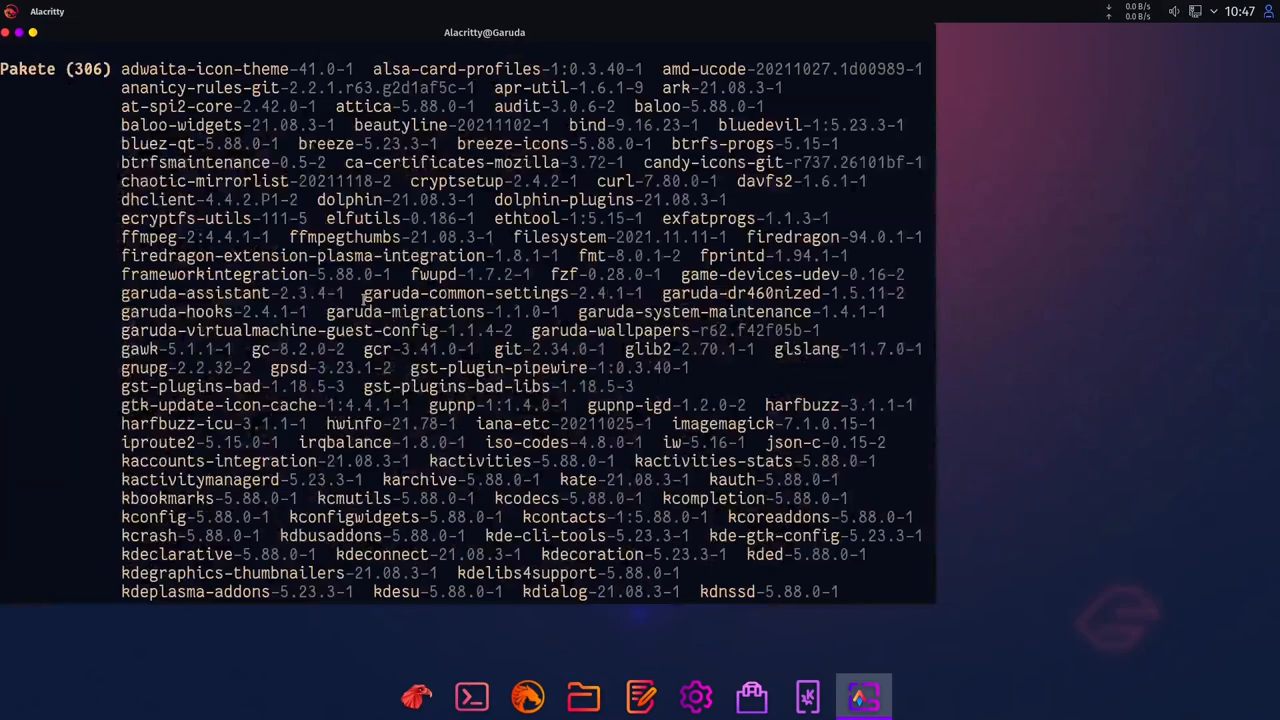 Alacritty
0.0 B/s
0.0 B/s
10:47
Alacritty@Garuda
Pakete (306) adwaita-icon-theme-41.0-1 alsa-card-profiles-1:0.3.40-1 amd-ucode-20211027.1d00989-1
ananicy-rules-git-2.2.1.r63.g2d1af5c-1 apr-util-1.6.1-9 ark-21.08.3-1
at-spi2-core-2.42.0-1 attica-5.88.0-1 audit-3.0.6-2 baloo-5.88.0-1
baloo-widgets-21.08.3-1 beautyline-20211102-1 bind-9.16.23-1 bluedevil-1:5.23.3-1
bluez-qt-5.88.0-1 breeze-5.23.3-1 breeze-icons-5.88.0-1 btrfs-progs-5.15-1
btrfsmaintenance-0.5-2 ca-certificates-mozilla-3.72-1 candy-icons-git-r737.26101bf-1
chaotic-mirrorlist-20211118-2 cryptsetup-2.4.2-1 curl-7.80.0-1 davfs2-1.6.1-1
dhclient-4.4.2.P1-2 dolphin-21.08.3-1 dolphin-plugins-21.08.3-1
ecryptfs-utils-111-5 elfutils-0.186-1 ethtool-1:5.15-1 exfatprogs-1.1.3-1
ffmpeg-2:4.4.1-1 ffmpegthumbs-21.08.3-1 filesystem-2021.11.11-1 firedragon-94.0.1-1
firedragon-extension-plasma-integration-1.8.1-1 fmt-8.0.1-2 fprintd-1.94.1-1
frameworkintegration-5.88.0-1 fwupd-1.7.2-1 fzf-0.28.0-1 game-devices-udev-0.16-2
garuda-assistant-2.3.4-1 garuda-common-settings-2.4.1-1 garuda-dr460nized-1.5.11-2
garuda-hooks-2.4.1-1 garuda-migrations-1.1.0-1 garuda-system-maintenance-1.4.1-1
garuda-virtualmachine-guest-config-1.1.4-2 garuda-wallpapers-r62.f42f05b-1
gawk-5.1.1-1 gc-8.2.0-2 gcr-3.41.0-1 git-2.34.0-1 glib2-2.70.1-1 glslang-11.7.0-1
gnupg-2.2.32-2 gpsd-3.23.1-2 gst-plugin-pipewire-1:0.3.40-1
gst-plugins-bad-1.18.5-3 gst-plugins-bad-libs-1.18.5-3
gtk-update-icon-cache-1:4.4.1-1 gupnp-1:1.4.0-1 gupnp-igd-1.2.0-2 harfbuzz-3.1.1-1
harfbuzz-icu-3.1.1-1 hwinfo-21.78-1 iana-etc-20211025-1 imagemagick-7.1.0.15-1
iproute2-5.15.0-1 irqbalance-1.8.0-1 iso-codes-4.8.0-1 iw-5.16-1 json-c-0.15-2
kaccounts-integration-21.08.3-1 kactivities-5.88.0-1 kactivities-stats-5.88.0-1
kactivitymanagerd-5.23.3-1 karchive-5.88.0-1 kate-21.08.3-1 kauth-5.88.0-1
kbookmarks-5.88.0-1 kcmutils-5.88.0-1 kcodecs-5.88.0-1 kcompletion-5.88.0-1
kconfig-5.88.0-1 kconfigwidgets-5.88.0-1 kcontacts-1:5.88.0-1 kcoreaddons-5.88.0-1
kcrash-5.88.0-1 kdbusaddons-5.88.0-1 kde-cli-tools-5.23.3-1 kde-gtk-config-5.23.3-1
kdeclarative-5.88.0-1 kdeconnect-21.08.3-1 kdecoration-5.23.3-1 kded-5.88.0-1
kdegraphics-thumbnailers-21.08.3-1 kdelibs4support-5.88.0-1
kdeplasma-addons-5.23.3-1 kdesu-5.88.0-1 kdialog-21.08.3-1 kdnssd-5.88.0-1